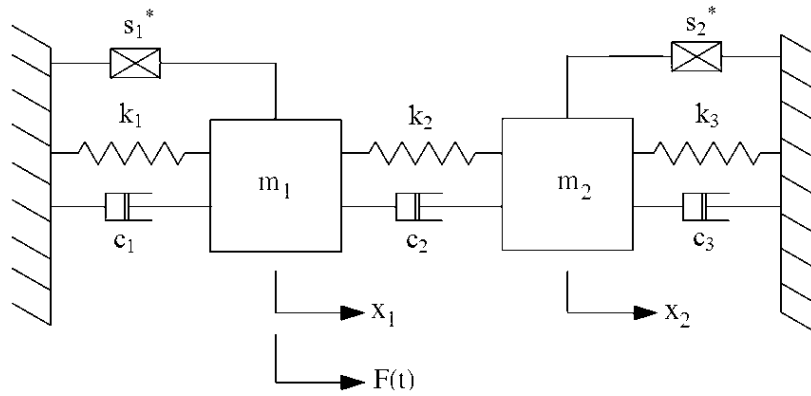 s₁* s₂*
k₁ k₂ k₃
m₁ m₂
c₁ c₂ c₃
x₁ x₂
F(t)